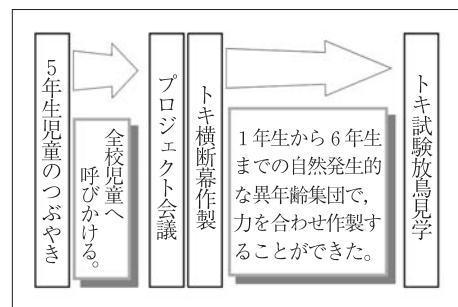 5年生児童のつぶやき
全校児童へ
呼びかける。
プロジェクト会議
トキ横断幕作製
1年生から6年生
までの自然発生的
な異年齢集団で，
力を合わせ作製す
ることができた。
トキ試験放鳥見学